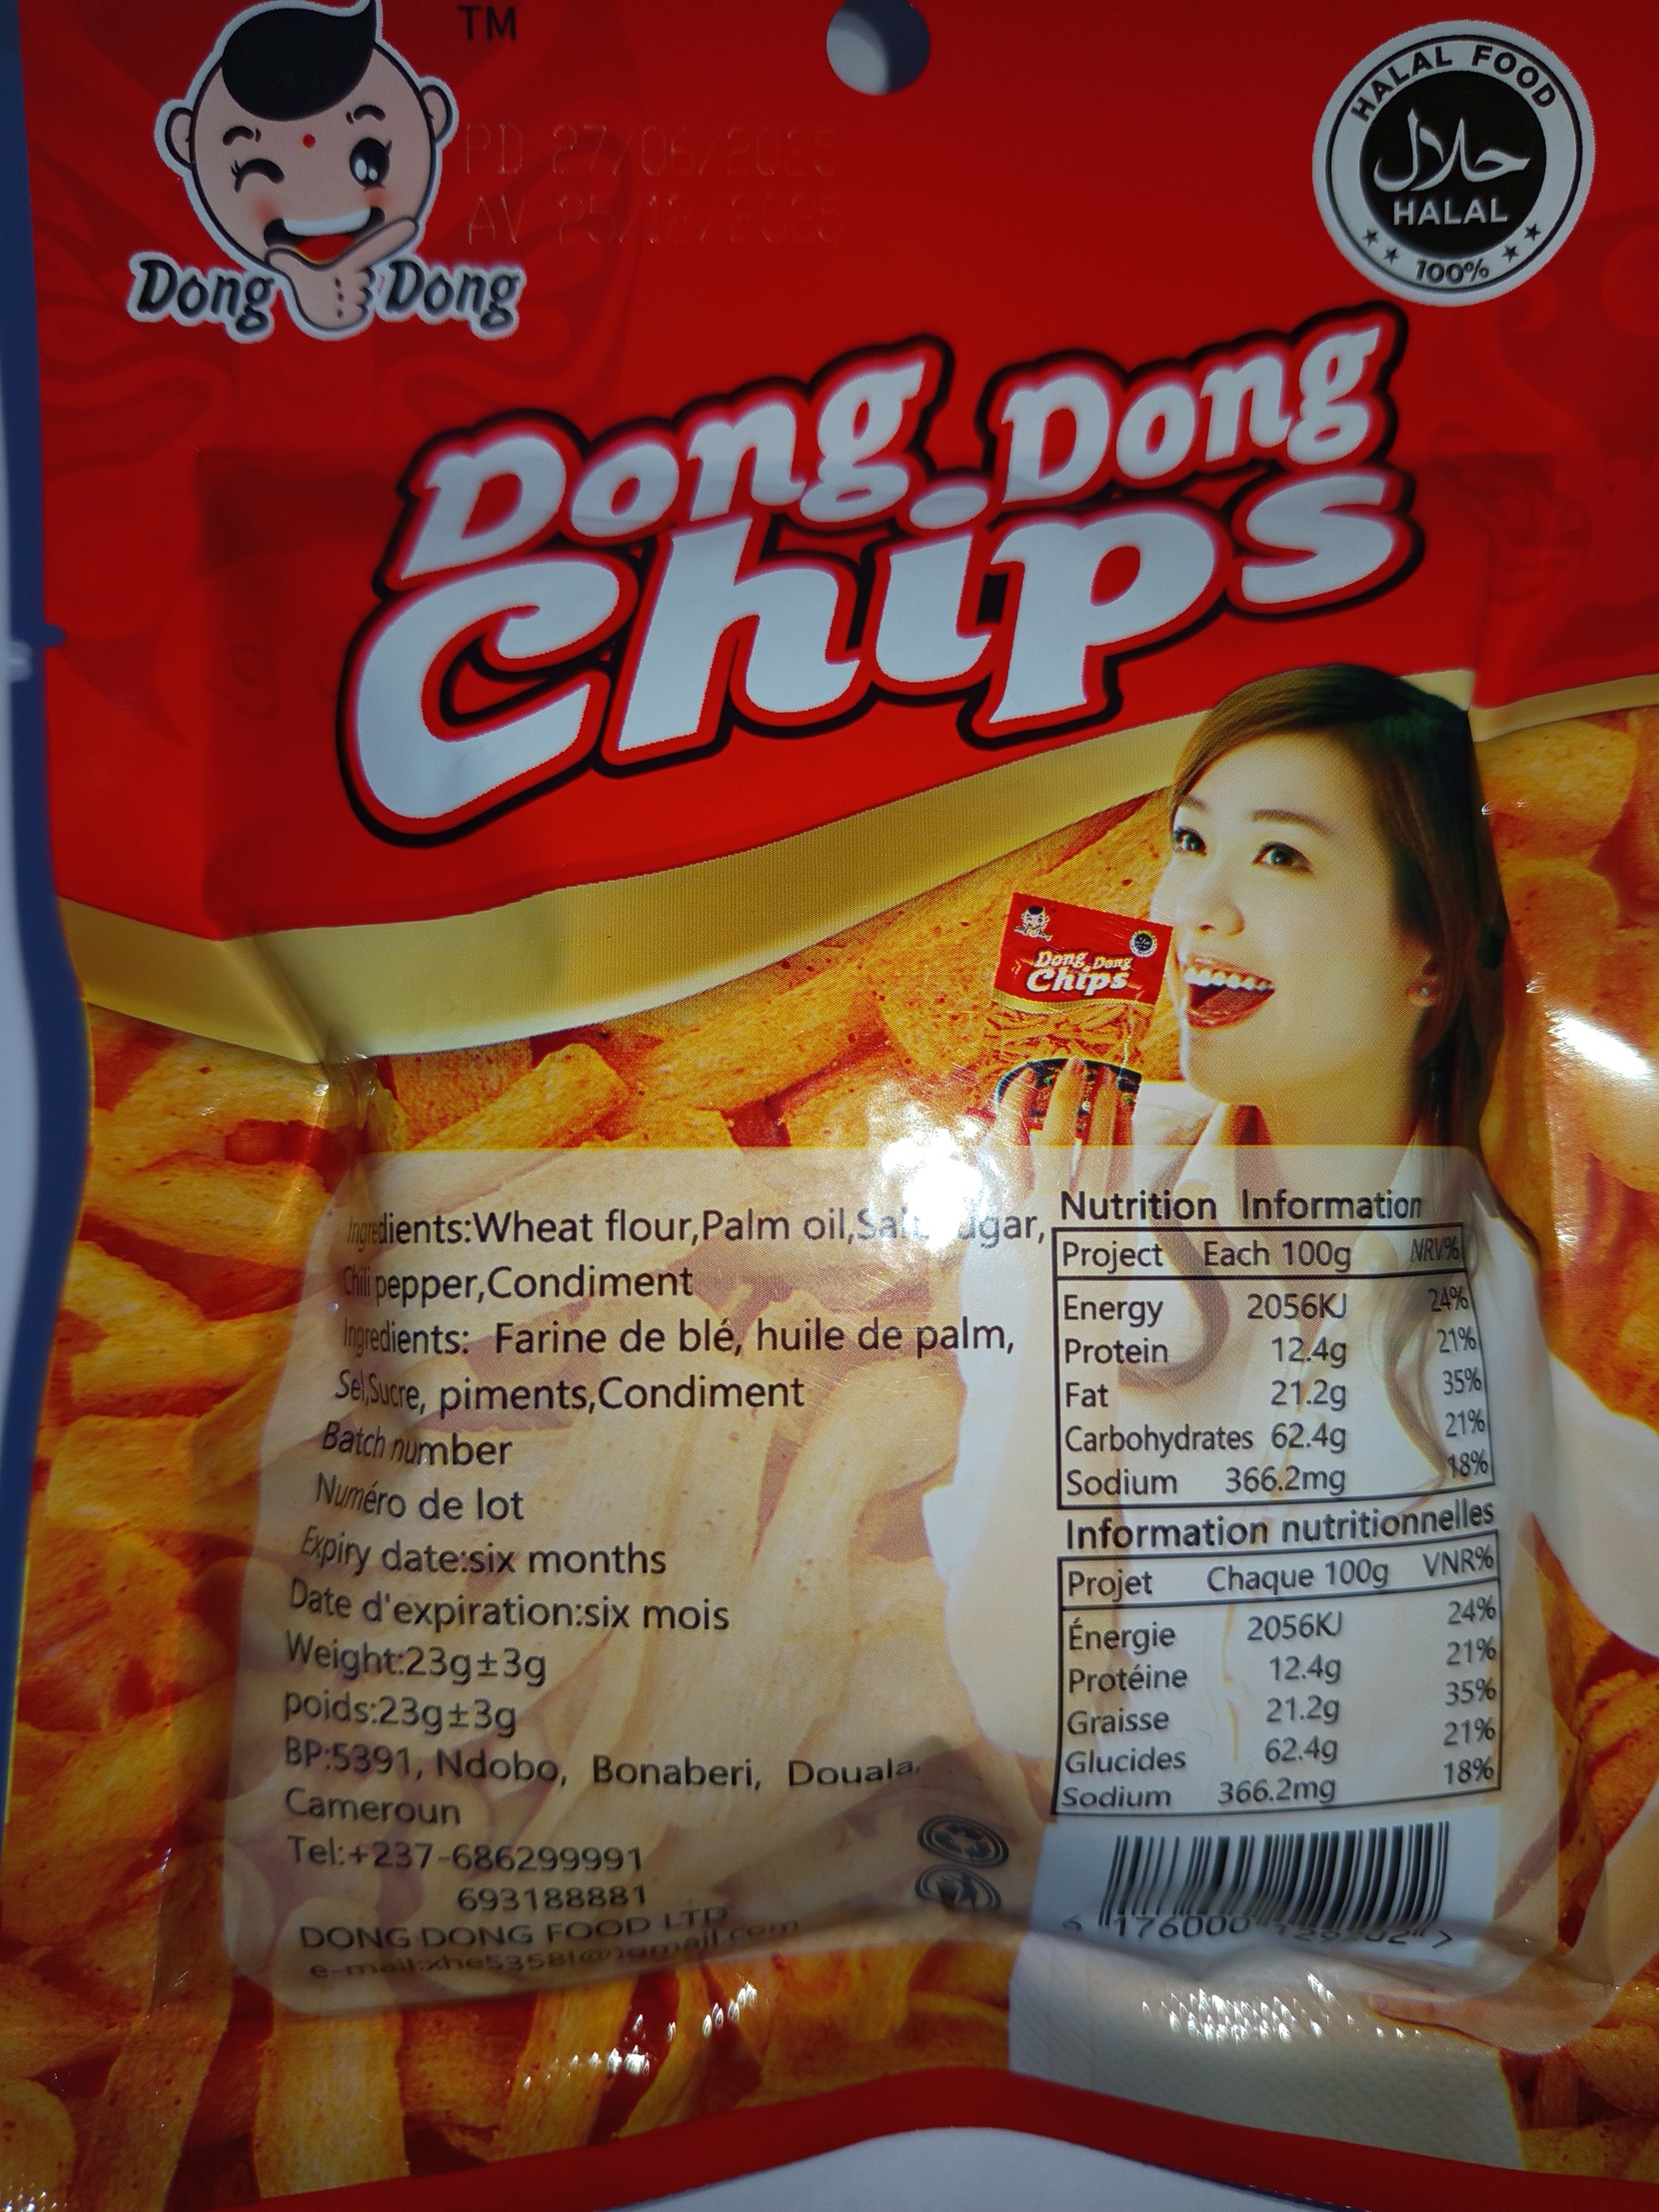 TM
PD 27/06/2025
AV 25/12/2025
Dong Dong
HALAL FOOD
حلال
HALAL
100%
Dong Dong
Chips
Dong Dong
Chips
Ingredients:Wheat flour,Palm oil,Salt, Sugar,
Chili pepper,Condiment
Ingredients: Farine de blé, huile de palm,
Sel,Sucre, piments,Condiment
Batch number
Numéro de lot
Expiry date:six months
Date d'expiration:six mois
Weight:23g±3g
poids:23g±3g
BP:5391, Ndobo, Bonaberi, Douala,
Cameroun
Tel:+237-686299991
693188881
DONG DONG FOOD LTD
Nutrition Information
Project Each 100g NRV%
Energy 2056KJ 24%
Protein 12.4g 21%
Fat 21.2g 35%
Carbohydrates 62.4g 21%
Sodium 366.2mg 18%
Information nutritionnelles
Projet Chaque 100g VNR%
Énergie 2056KJ 24%
Protéine 12.4g 21%
Graisse 21.2g 35%
Glucides 62.4g 21%
Sodium 366.2mg 18%
6 176000